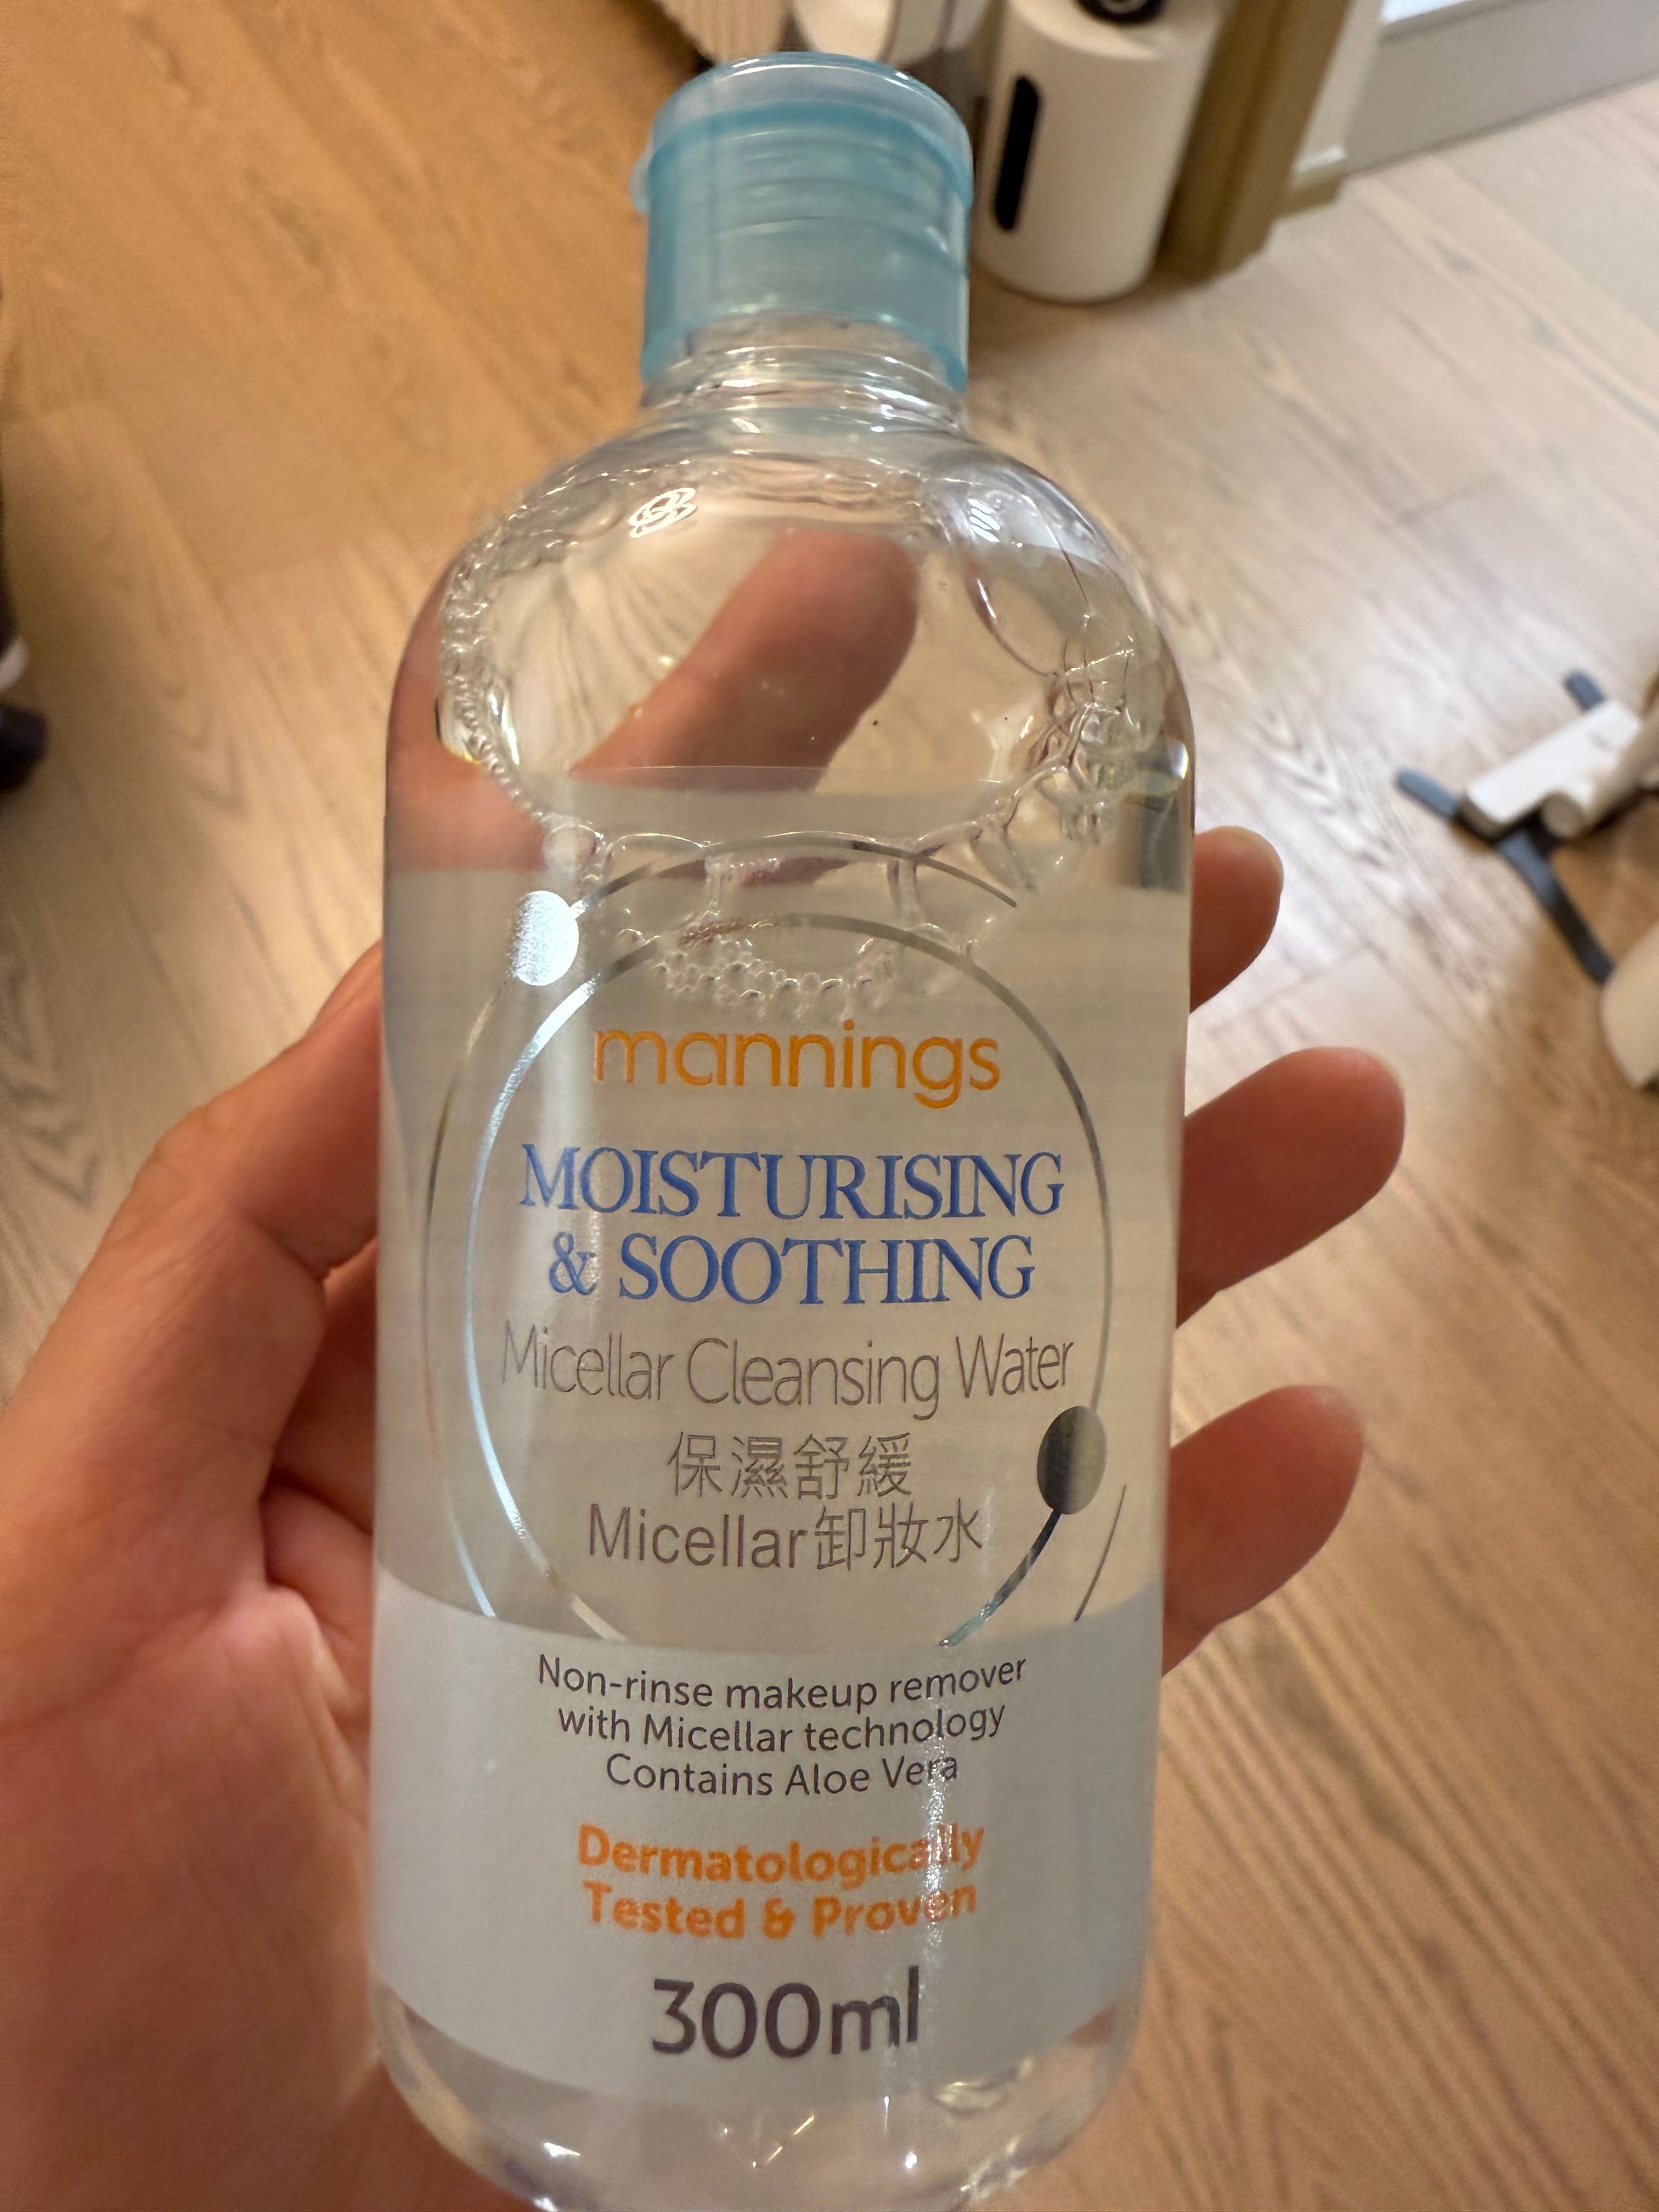 mannings
MOISTURISING
& SOOTHING
Micellar Cleansing Water
保濕舒緩
Micellar卸妝水
Non-rinse makeup remover
with Micellar technology
Contains Aloe Vera
Dermatologically
Tested & Proven
300ml